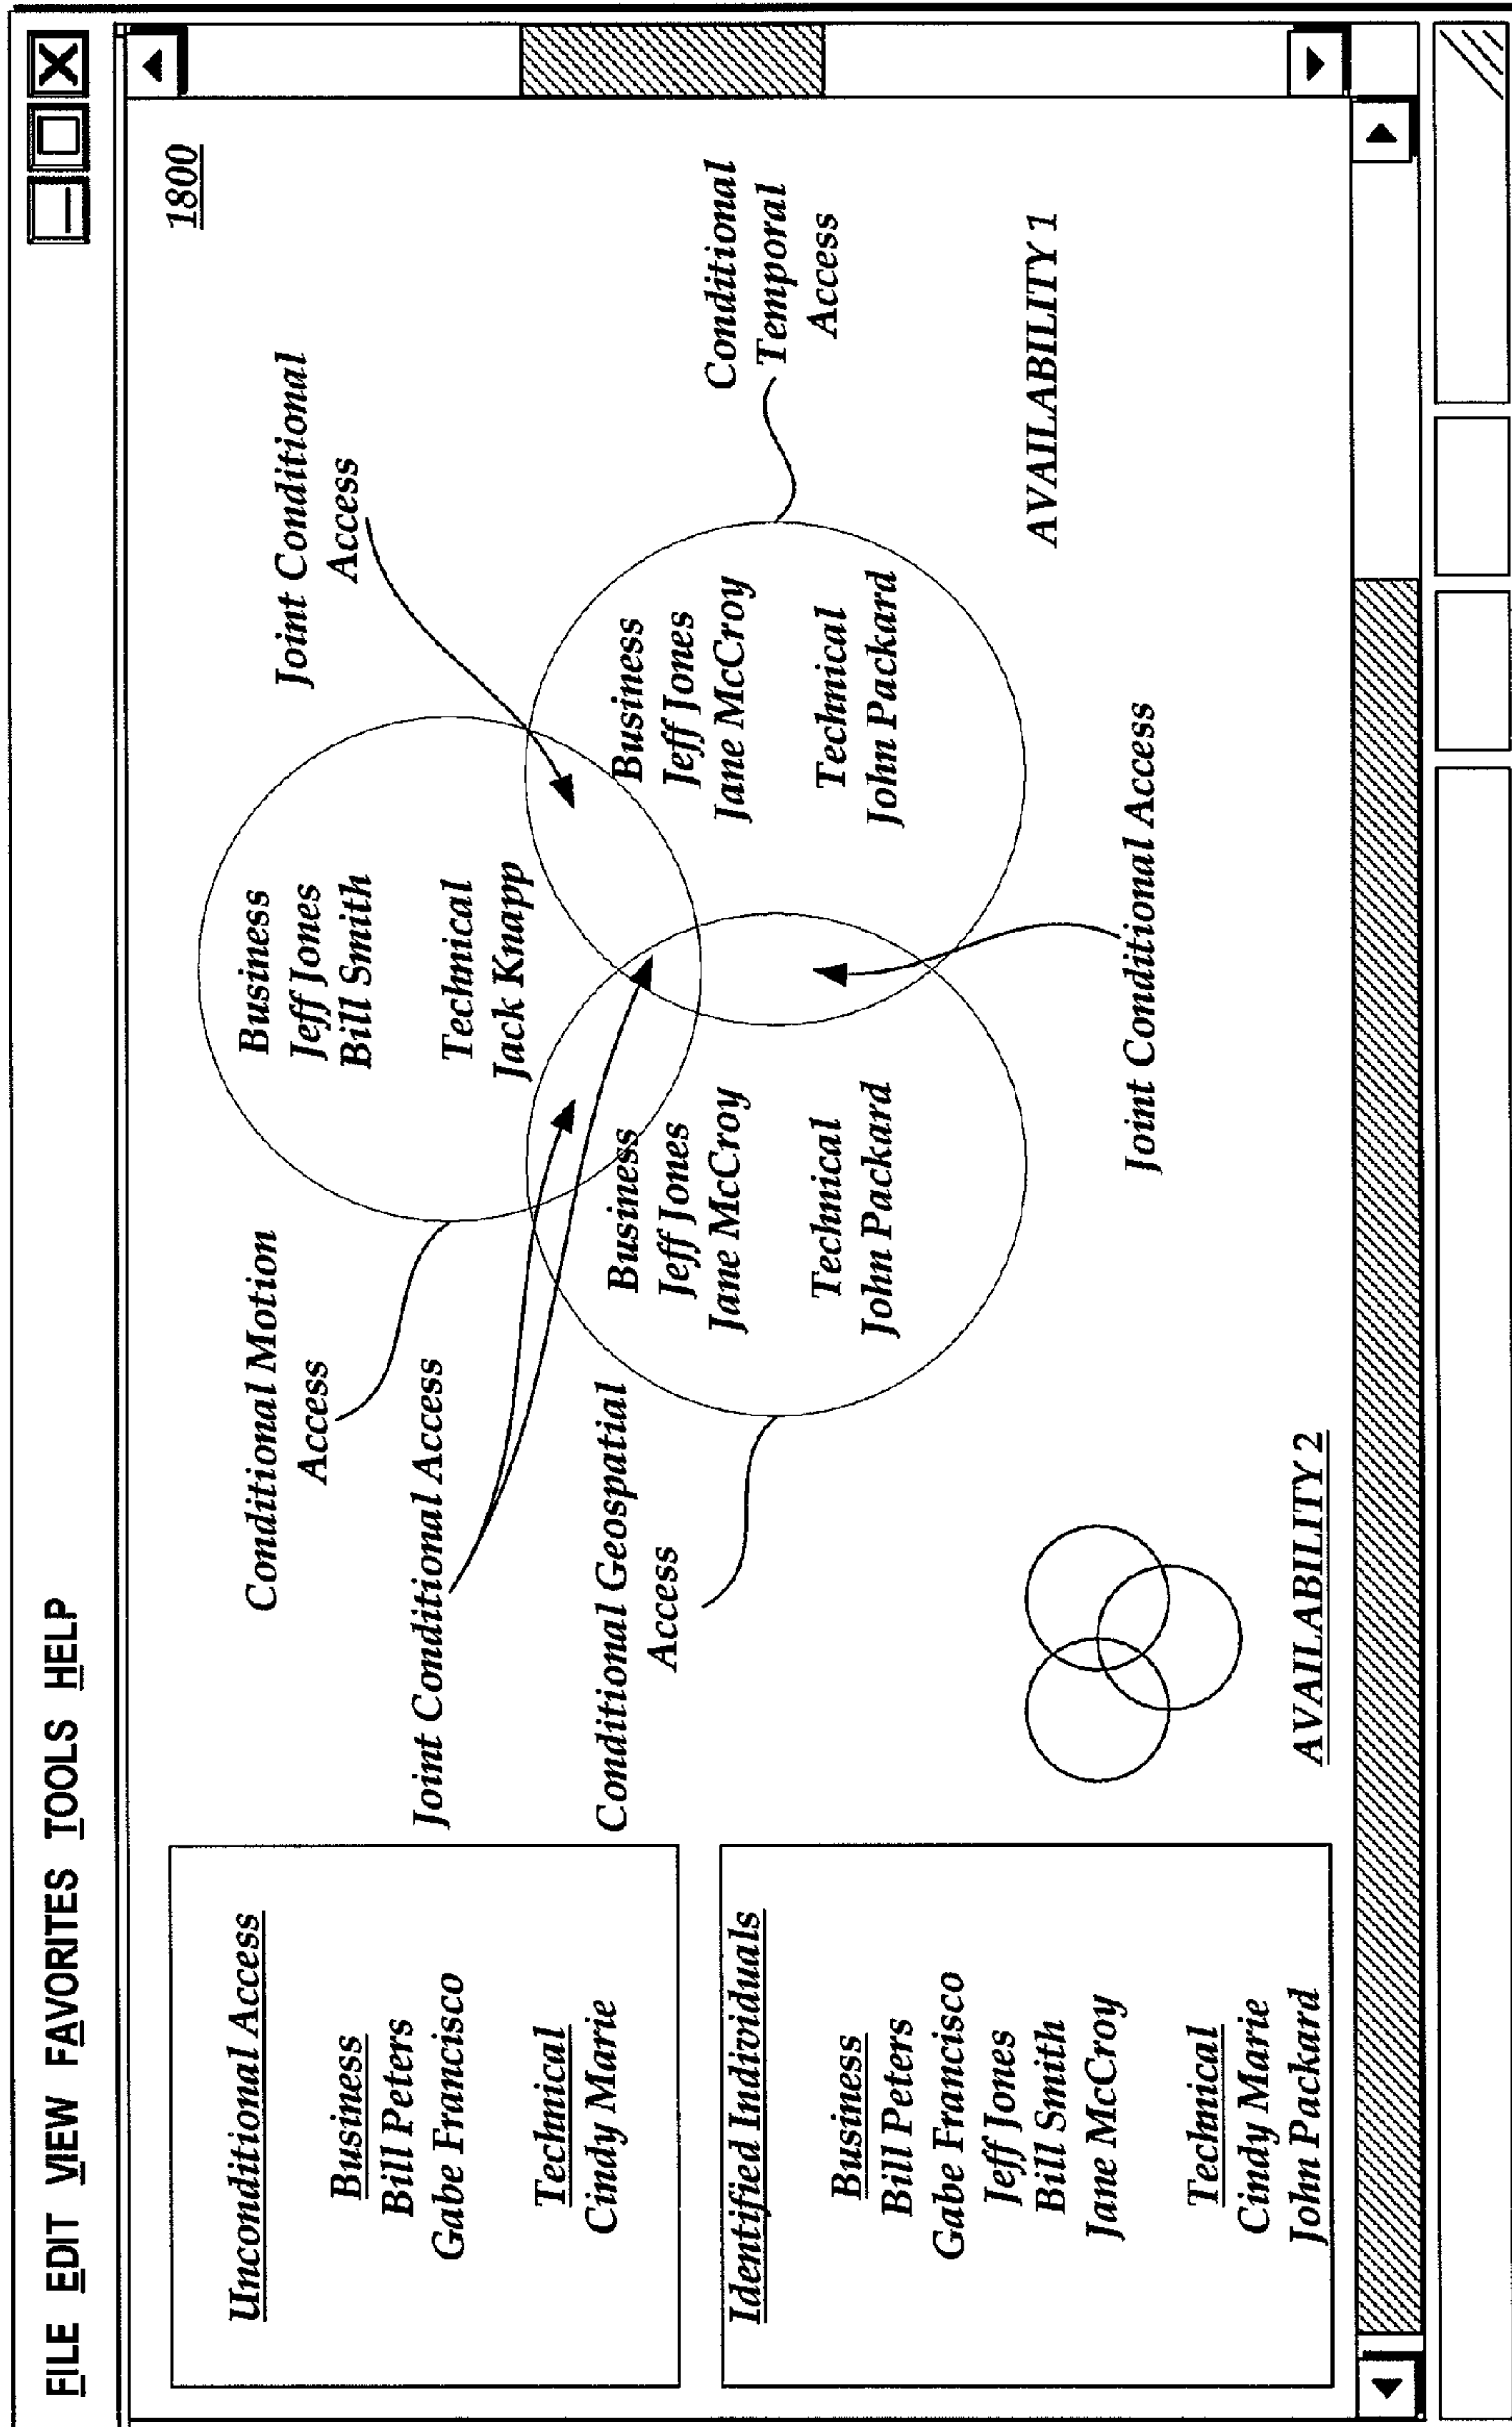 FILE EDIT VIEW FAVORITES TOOLS HELP
1800
Unconditional Access
Business
Bill Peters
Gabe Francisco
Technical
Cindy Marie
Identified Individuals
Business
Bill Peters
Gabe Francisco
Jeff Jones
Bill Smith
Jane McCroy
Technical
Cindy Marie
John Packard
Conditional Motion
Access
Joint Conditional Access
Conditional Geospatial
Access
Business
Jeff Jones
Bill Smith
Technical
Jack Knapp
Business
Jeff Jones
Jane McCroy
Technical
John Packard
Business
Jeff Jones
Jane McCroy
Technical
John Packard
Joint Conditional
Access
Conditional
Temporal
Access
Joint Conditional Access
AVAILABILITY 1
AVAILABILITY 2